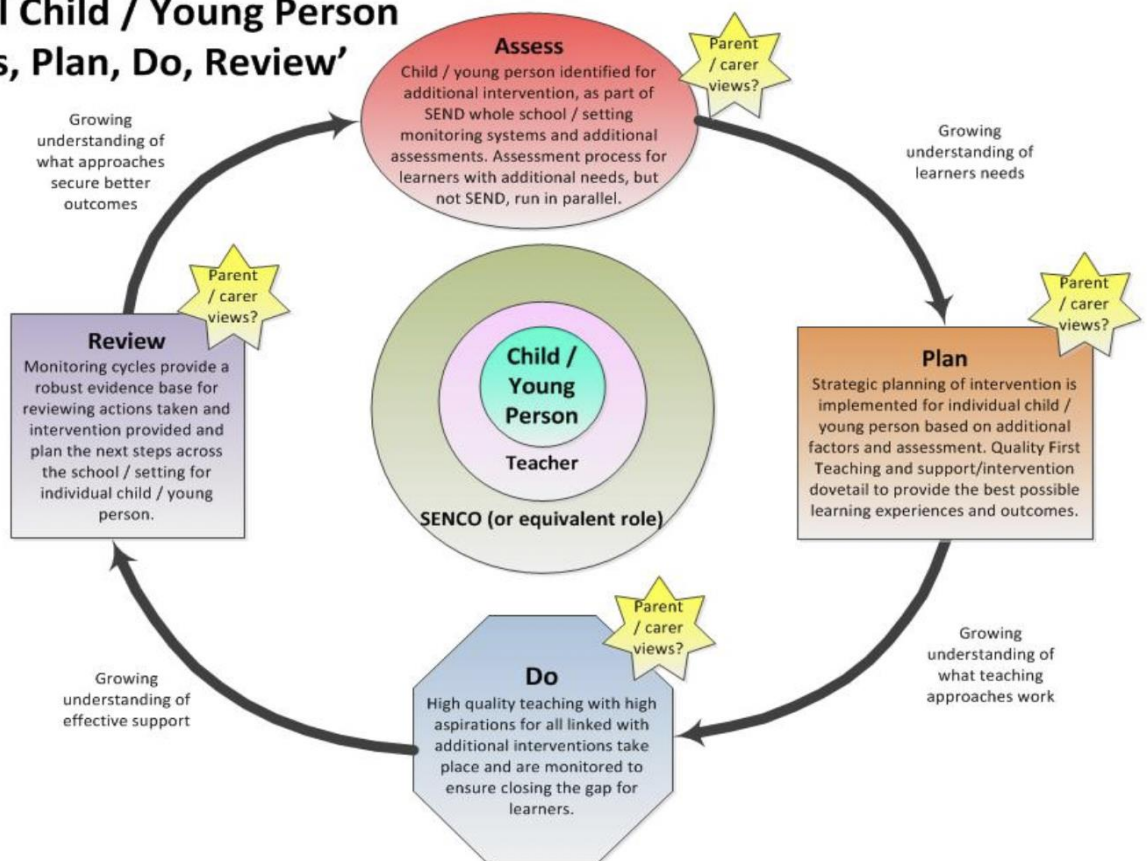 Child / Young Person
, Plan, Do, Review’
Assess
Child / young person identified for
additional intervention, as part of
SEND whole school / setting
monitoring systems and additional
assessments. Assessment process for
learners with additional needs, but
not SEND, run in parallel.
Parent
/ carer
views?
Growing
understanding of
what approaches
secure better
outcomes
Growing
understanding of
learners needs
Parent
/ carer
views?
Parent
/ carer
views?
Review
Monitoring cycles provide a
robust evidence base for
reviewing actions taken and
intervention provided and
plan the next steps across
the school / setting for
individual child / young
person.
Child /
Young
Person
Teacher
SENCO (or equivalent role)
Plan
Strategic planning of intervention is
implemented for individual child /
young person based on additional
factors and assessment. Quality First
Teaching and support/intervention
dovetail to provide the best possible
learning experiences and outcomes.
Parent
/ carer
views?
Growing
understanding of
effective support
Do
High quality teaching with high
aspirations for all linked with
additional interventions take
place and are monitored to
ensure closing the gap for
learners.
Growing
understanding of
what teaching
approaches work